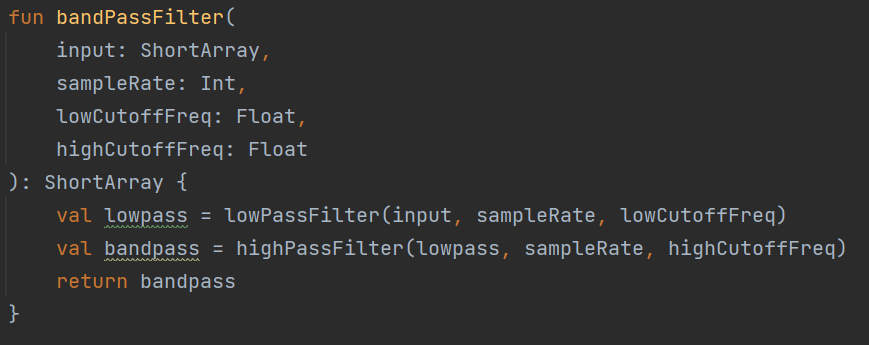 fun bandPassFilter(
    input: ShortArray,
    sampleRate: Int,
    lowCutoffFreq: Float,
    highCutoffFreq: Float
): ShortArray {
    val lowpass = lowPassFilter(input, sampleRate, lowCutoffFreq)
    val bandpass = highPassFilter(lowpass, sampleRate, highCutoffFreq)
    return bandpass
}